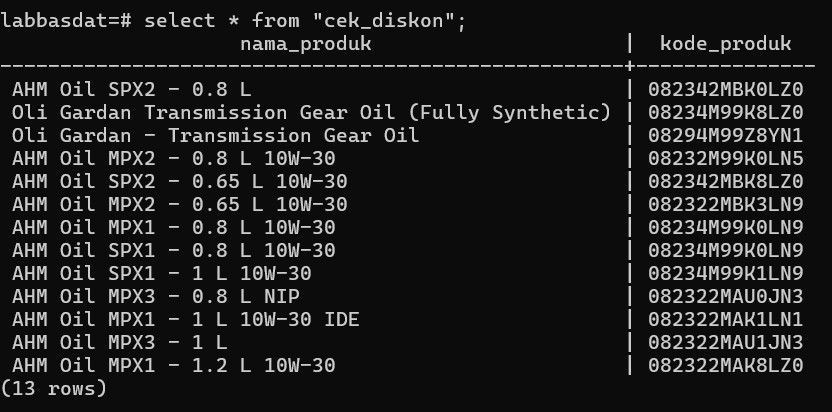 labbasdat=# select * from "cek_diskon";
nama_produk | kode_produk
-----------------------------------------------------+---------------
AHM Oil SPX2 - 0.8 L | 082342MBK0LZ0
Oli Gardan Transmission Gear Oil (Fully Synthetic) | 08234M99K8LZ0
Oli Gardan - Transmission Gear Oil | 08294M99Z8YN1
AHM Oil MPX2 - 0.8 L 10W-30 | 08232M99K0LN5
AHM Oil SPX2 - 0.65 L 10W-30 | 082342MBK8LZ0
AHM Oil MPX2 - 0.65 L 10W-30 | 082322MBK3LN9
AHM Oil MPX1 - 0.8 L 10W-30 | 08234M99K0LN9
AHM Oil SPX1 - 0.8 L 10W-30 | 08234M99K0LN9
AHM Oil SPX1 - 1 L 10W-30 | 08234M99K1LN9
AHM Oil MPX3 - 0.8 L NIP | 082322MAU0JN3
AHM Oil MPX1 - 1 L 10W-30 IDE | 082322MAK1LN1
AHM Oil MPX3 - 1 L | 082322MAU1JN3
AHM Oil MPX1 - 1.2 L 10W-30 | 082322MAK8LZ0
(13 rows)